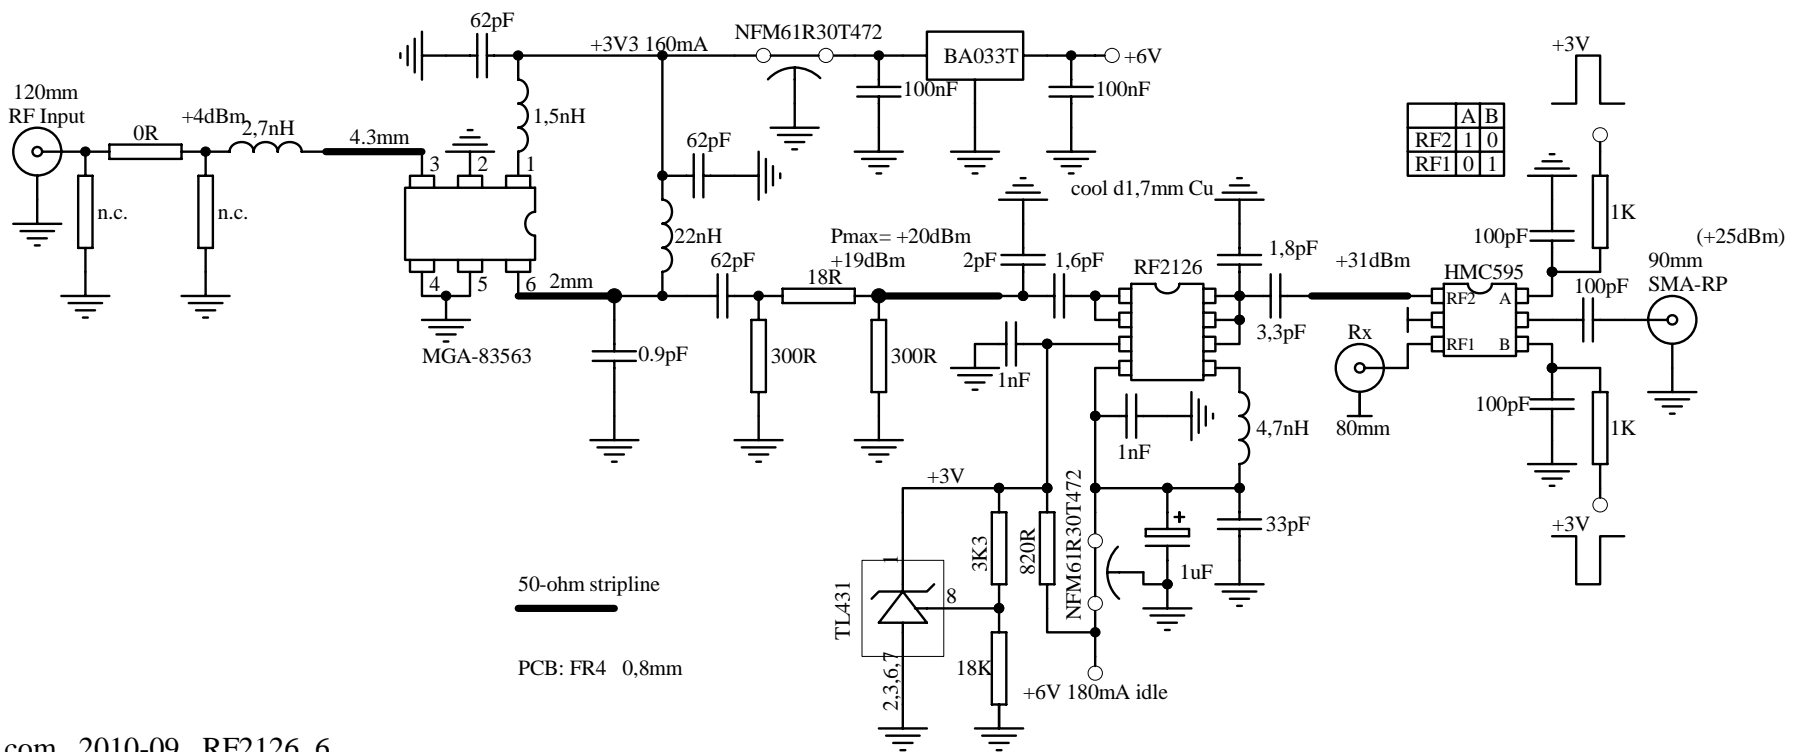 62pF
+3V3 160mA
NFM61R30T472
BA033T
+6V
+3V
120mm
RF Input
0R
+4dBm
2,7nH
4.3mm
1,5nH
100nF
100nF
62pF
A B
RF2 1 0
RF1 0 1
3
2
1
n.c.
n.c.
22nH
cool d1,7mm Cu
1K
100pF
(+25dBm)
4
5
6
2mm
62pF
Pmax= +20dBm
+19dBm
18R
2pF
1,6pF
RF2126
1,8pF
3,3pF
+31dBm
HMC595
RF2 A
RF1 B
100pF
90mm
SMA-RP
MGA-83563
0.9pF
300R
300R
1nF
Rx
80mm
100pF
1K
1nF
4,7nH
+3V
+3V
3K3
820R
NFM61R30T472
+
1uF
33pF
TL431
1
8
2,3,6,7
18K
+6V 180mA idle
50-ohm stripline
PCB: FR4 0,8mm
com 2010-09 RF2126_6